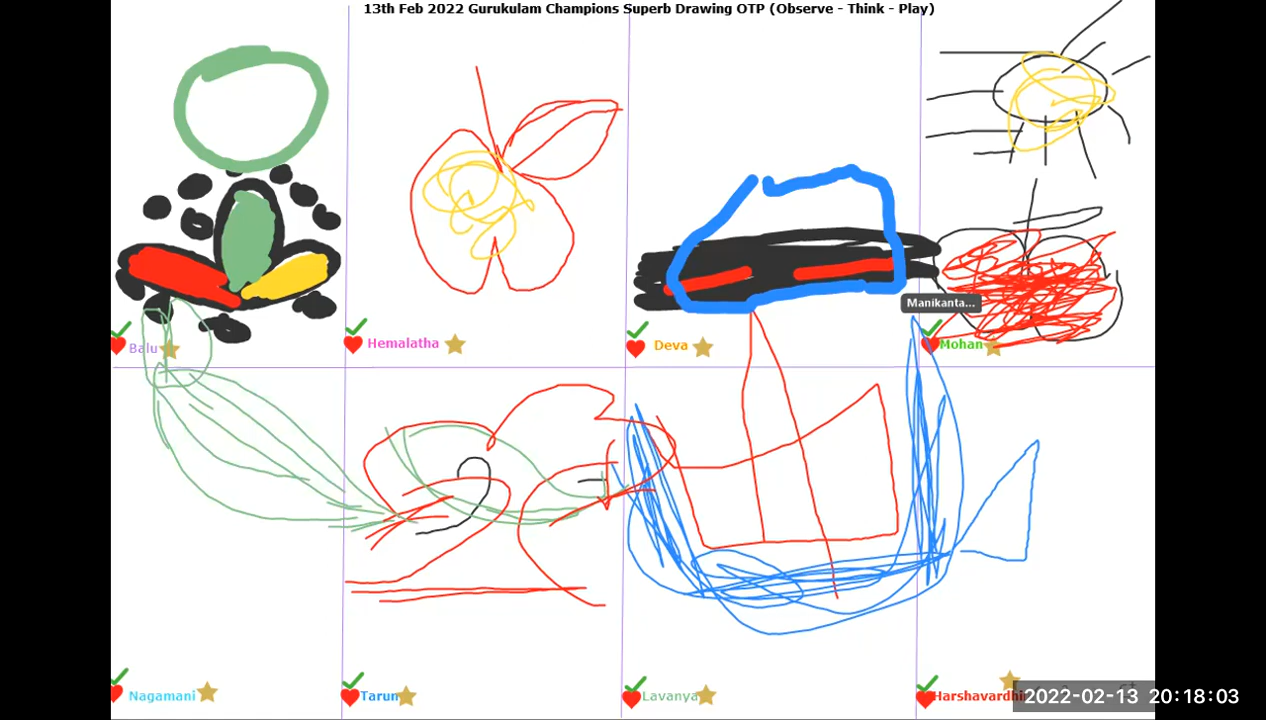 13th Feb 2022 Gurukulam Champions Superb Drawing OTP (Observe - Think - Play)
Manikanta...
Balu
Hemalatha
Deva
Mohan
Nagamani
Tarun
Lavanya
2022-02-13 20:18:03